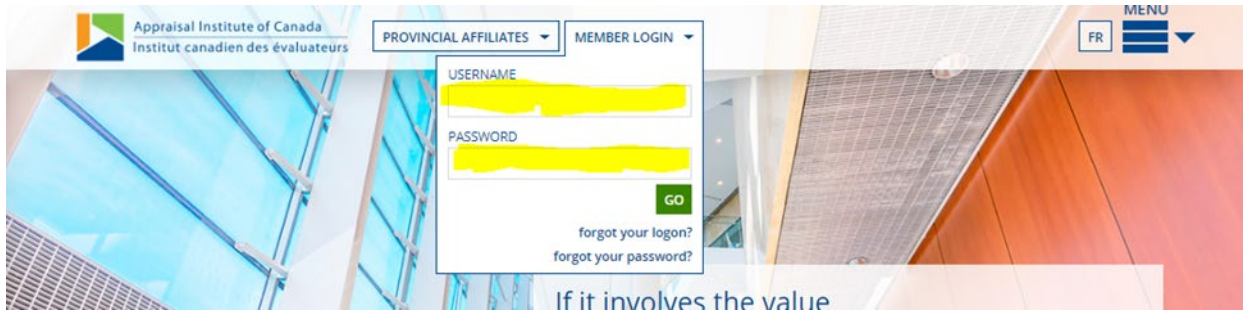 Appraisal Institute of Canada
Institut canadien des évaluateurs
PROVINCIAL AFFILIATES
MEMBER LOGIN
FR
MENU
USERNAME
PASSWORD
GO
forgot your logon?
forgot your password?
If it involves the value